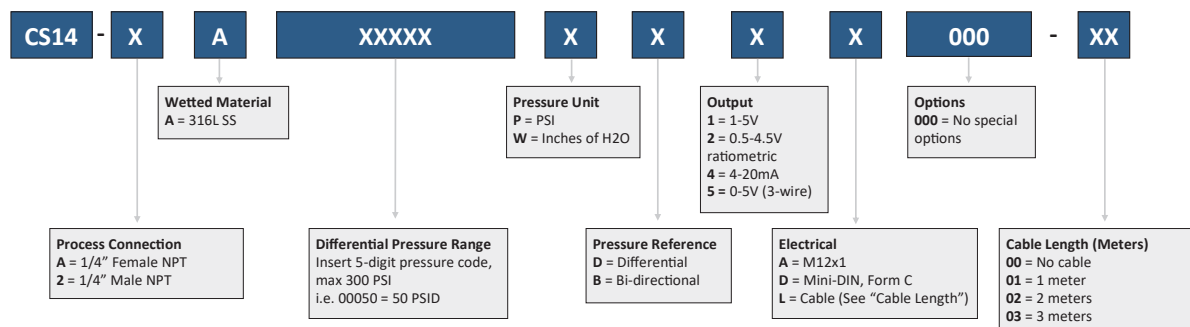 CS14 - X A XXXXX X X X X 000 - XX
Wetted Material
A = 316L SS
Pressure Unit
P = PSI
W = Inches of H2O
Output
1 = 1-5V
2 = 0.5-4.5V
ratiometric
4 = 4-20mA
5 = 0-5V (3-wire)
Options
000 = No special
options
Process Connection
A = 1/4” Female NPT
2 = 1/4” Male NPT
Differential Pressure Range
Insert 5-digit pressure code,
max 300 PSI
i.e. 00050 = 50 PSID
Pressure Reference
D = Differential
B = Bi-directional
Electrical
A = M12x1
D = Mini-DIN, Form C
L = Cable (See “Cable Length”)
Cable Length (Meters)
00 = No cable
01 = 1 meter
02 = 2 meters
03 = 3 meters